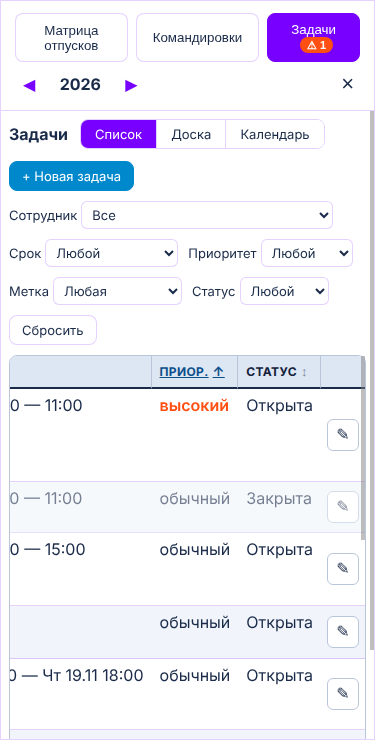 Матрица
отпусков
Командировки
Задачи
⚠ 1
◀ 2026 ▶ ×
Задачи Список Доска Календарь
+ Новая задача
Сотрудник Все
Срок Любой Приоритет Любой
Метка Любая Статус Любой
Сбросить
ПРИОР. ↑ СТАТУС ↕
0 — 11:00 высокий Открыта ✎
0 — 11:00 обычный Закрыта ✎
0 — 15:00 обычный Открыта ✎
обычный Открыта ✎
0 — Чт 19.11 18:00 обычный Открыта ✎